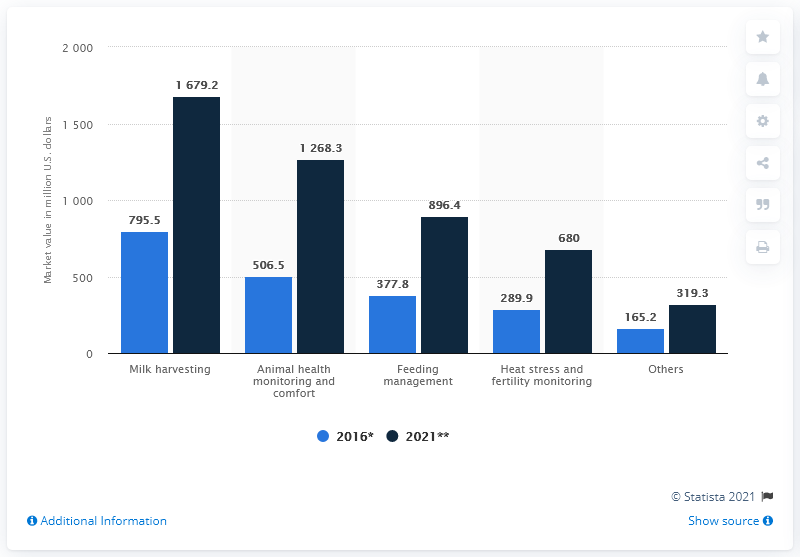 Market value in million U.S. dollars
2 000
1 500
1 000
500
0
795.5
1 679.2
506.5
1 268.3
377.8
896.4
289.9
680
165.2
319.3
Milk harvesting
Animal health
monitoring and
comfort
Feeding
management
Heat stress and
fertility monitoring
Others
2016*
2021**
© Statista 2021
Additional Information
Show source